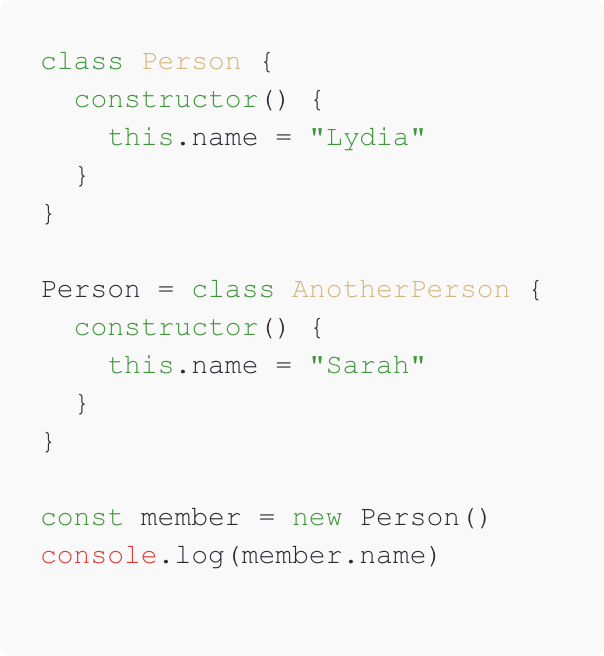 class Person {
  constructor() {
    this.name = "Lydia"
  }
}

Person = class AnotherPerson {
  constructor() {
    this.name = "Sarah"
  }
}

const member = new Person()
console.log(member.name)